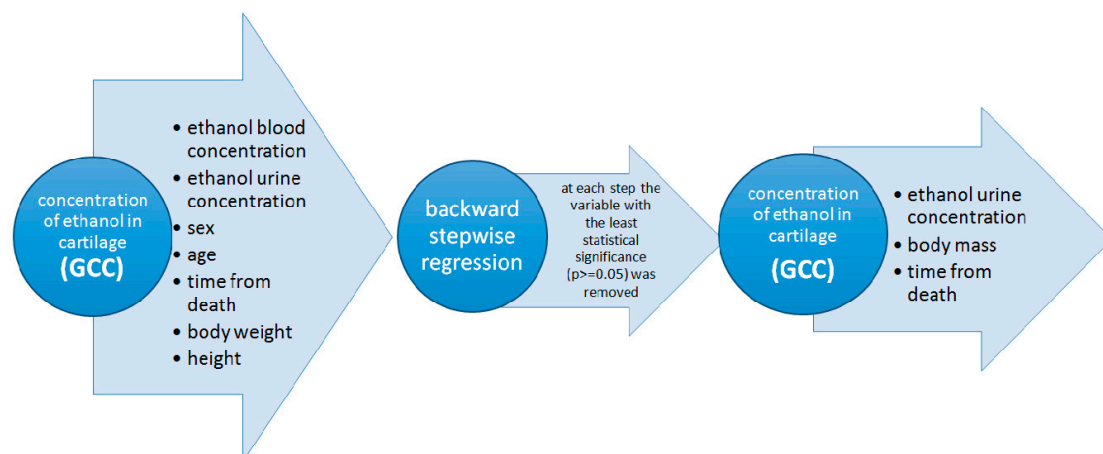 concentration
of ethanol in
cartilage
(GCC)
• ethanol blood
concentration
• ethanol urine
concentration
• sex
• age
• time from
death
• body weight
• height
backward
stepwise
regression
at each step the
variable with
the least
statistical
significance
(p>=0.05) was
removed
concentration
of ethanol in
cartilage
(GCC)
• ethanol urine
concentration
• body mass
• time from
death